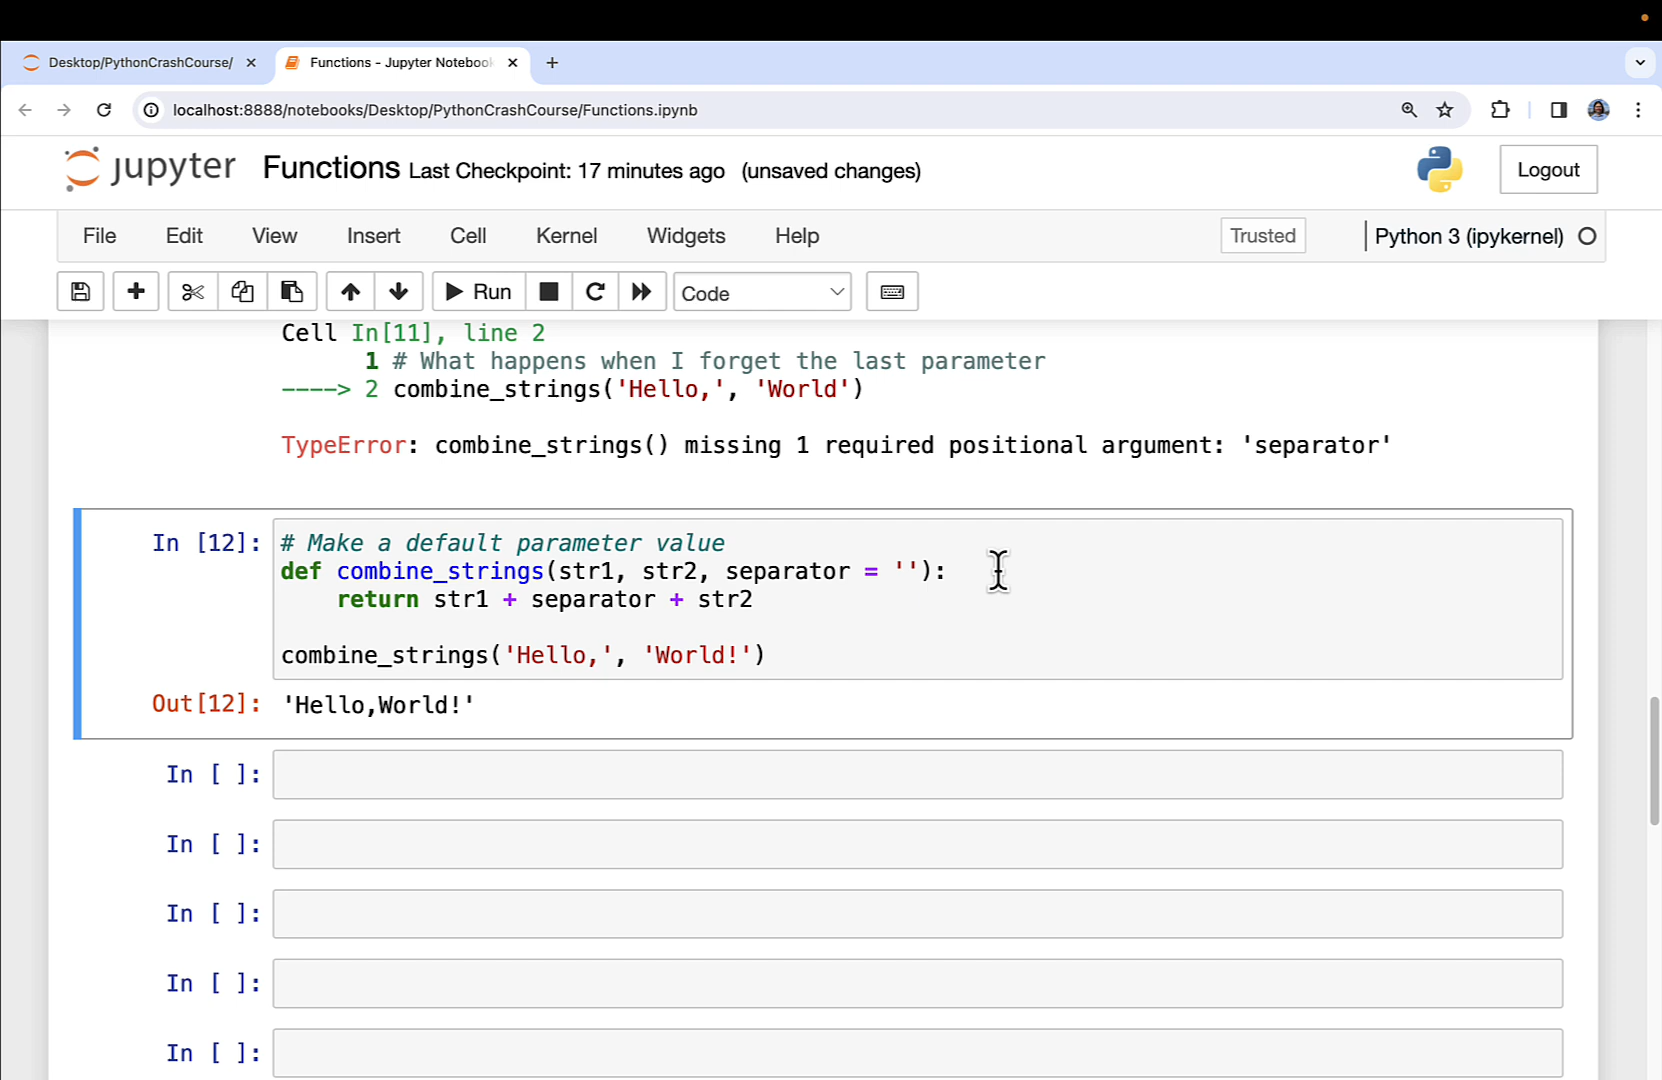 Desktop/PythonCrashCourse/
Functions - Jupyter Notebook
localhost:8888/notebooks/Desktop/PythonCrashCourse/Functions.ipynb
jupyter Functions Last Checkpoint: 17 minutes ago (unsaved changes)
Logout
File Edit View Insert Cell Kernel Widgets Help
Trusted
Python 3 (ipykernel)
Run
Code
Cell In[11], line 2
1 # What happens when I forget the last parameter
----> 2 combine_strings('Hello,', 'World')
TypeError: combine_strings() missing 1 required positional argument: 'separator'
In [12]: # Make a default parameter value
def combine_strings(str1, str2, separator = ''):
    return str1 + separator + str2
combine_strings('Hello,', 'World!')
Out[12]: 'Hello,World!'
In [ ]:
In [ ]:
In [ ]:
In [ ]:
In [ ]: